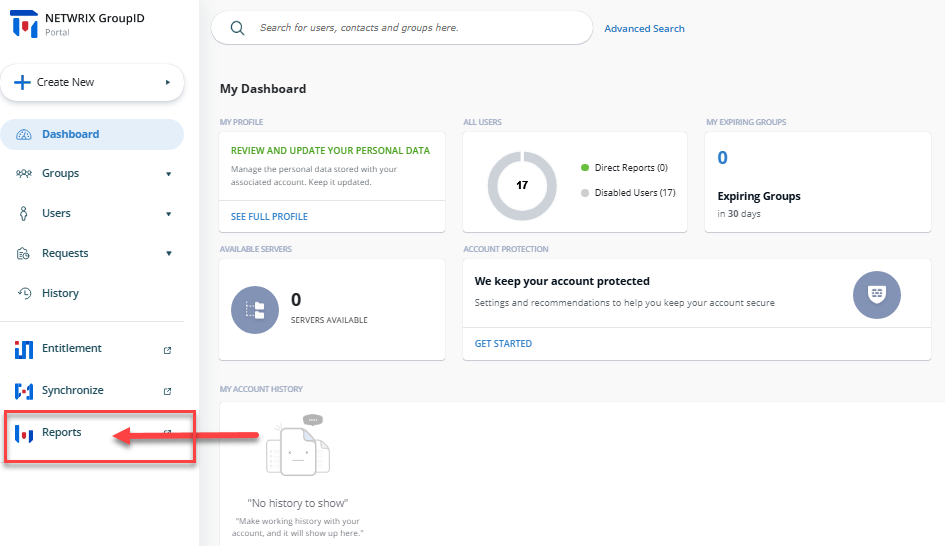 NETWRIX GroupID
Portal
Create New
Dashboard
Groups
Users
Requests
History
Entitlement
Synchronize
Reports
Search for users, contacts and groups here.
Advanced Search
My Dashboard
MY PROFILE
REVIEW AND UPDATE YOUR PERSONAL DATA
Manage the personal data stored with your
associated account. Keep it updated.
SEE FULL PROFILE
ALL USERS
17
Direct Reports (0)
Disabled Users (17)
MY EXPIRING GROUPS
0
Expiring Groups
in 30 days
AVAILABLE SERVERS
0
SERVERS AVAILABLE
ACCOUNT PROTECTION
We keep your account protected
Settings and recommendations to help you keep your account secure
GET STARTED
MY ACCOUNT HISTORY
"No history to show"
"Make working history with your
account, and it will show up here."